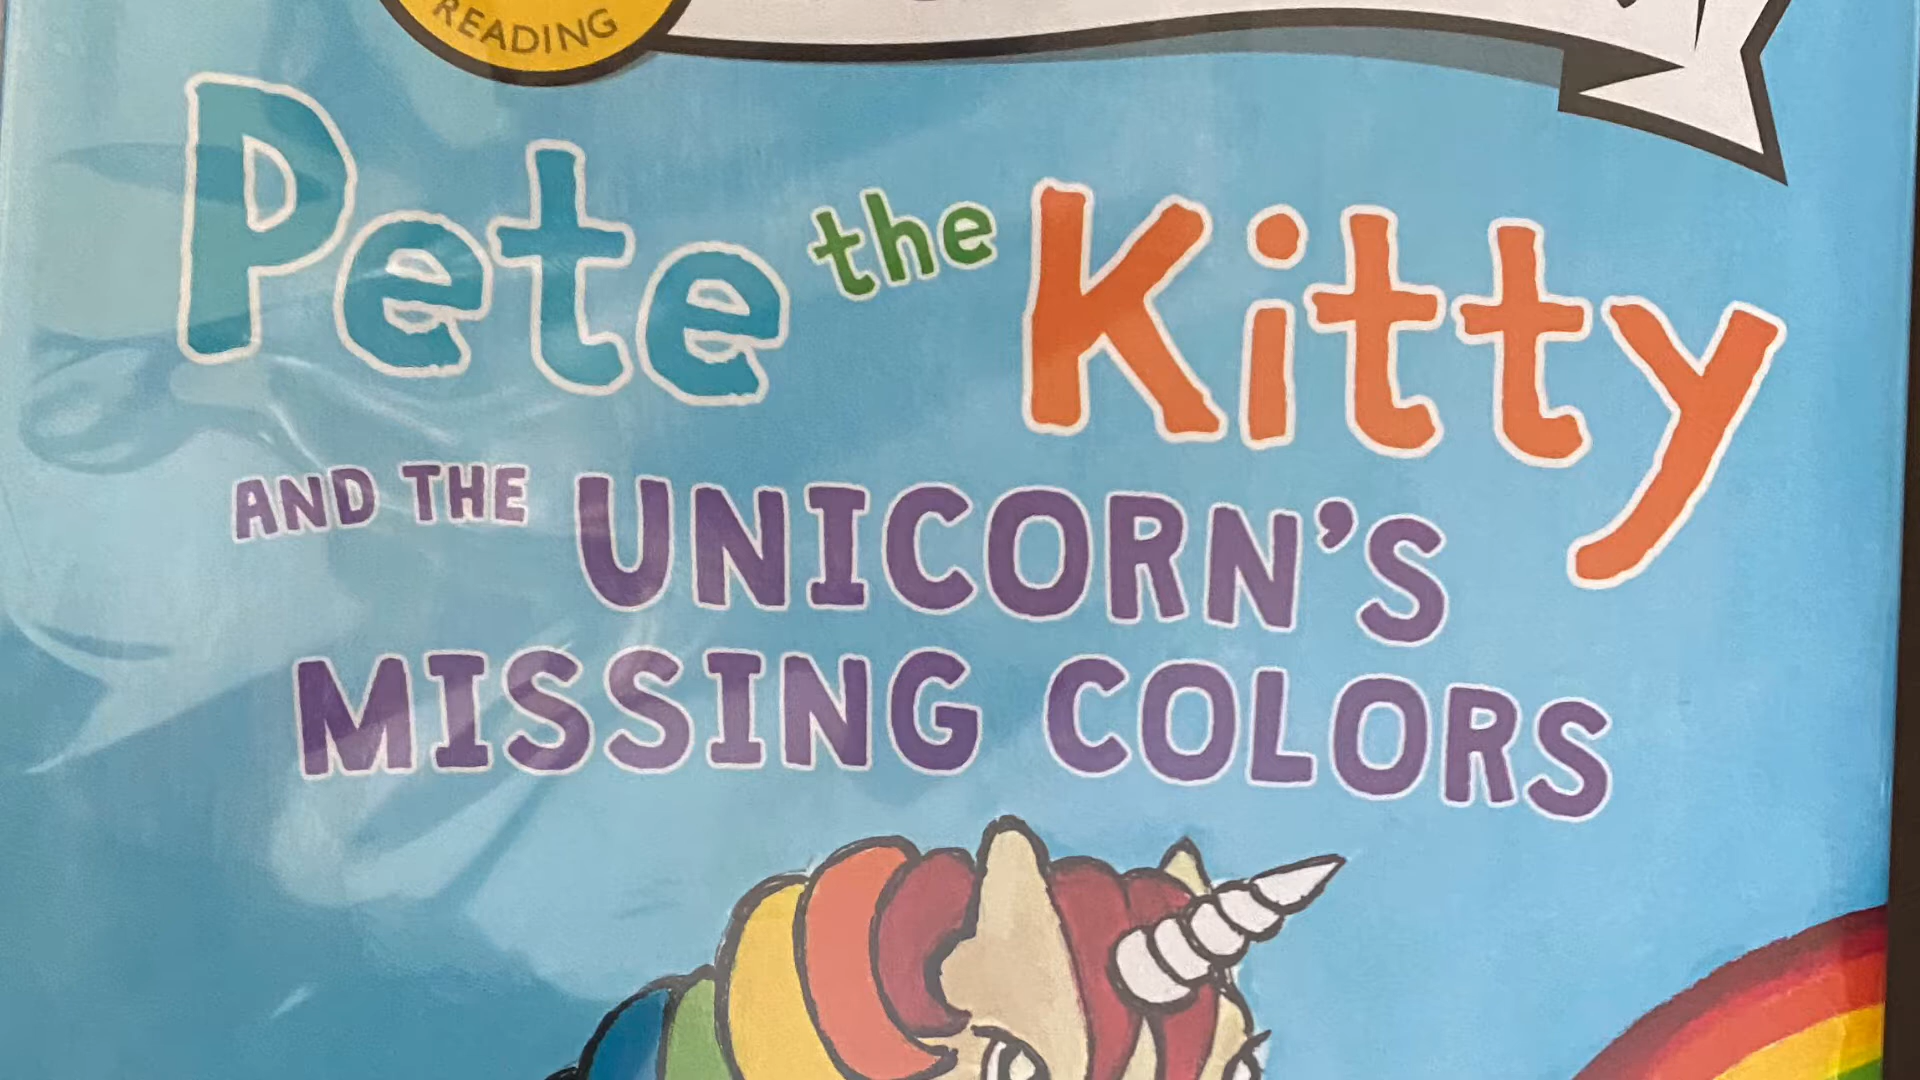 READING
Pete the Kitty
AND THE UNICORN'S
MISSING COLORS